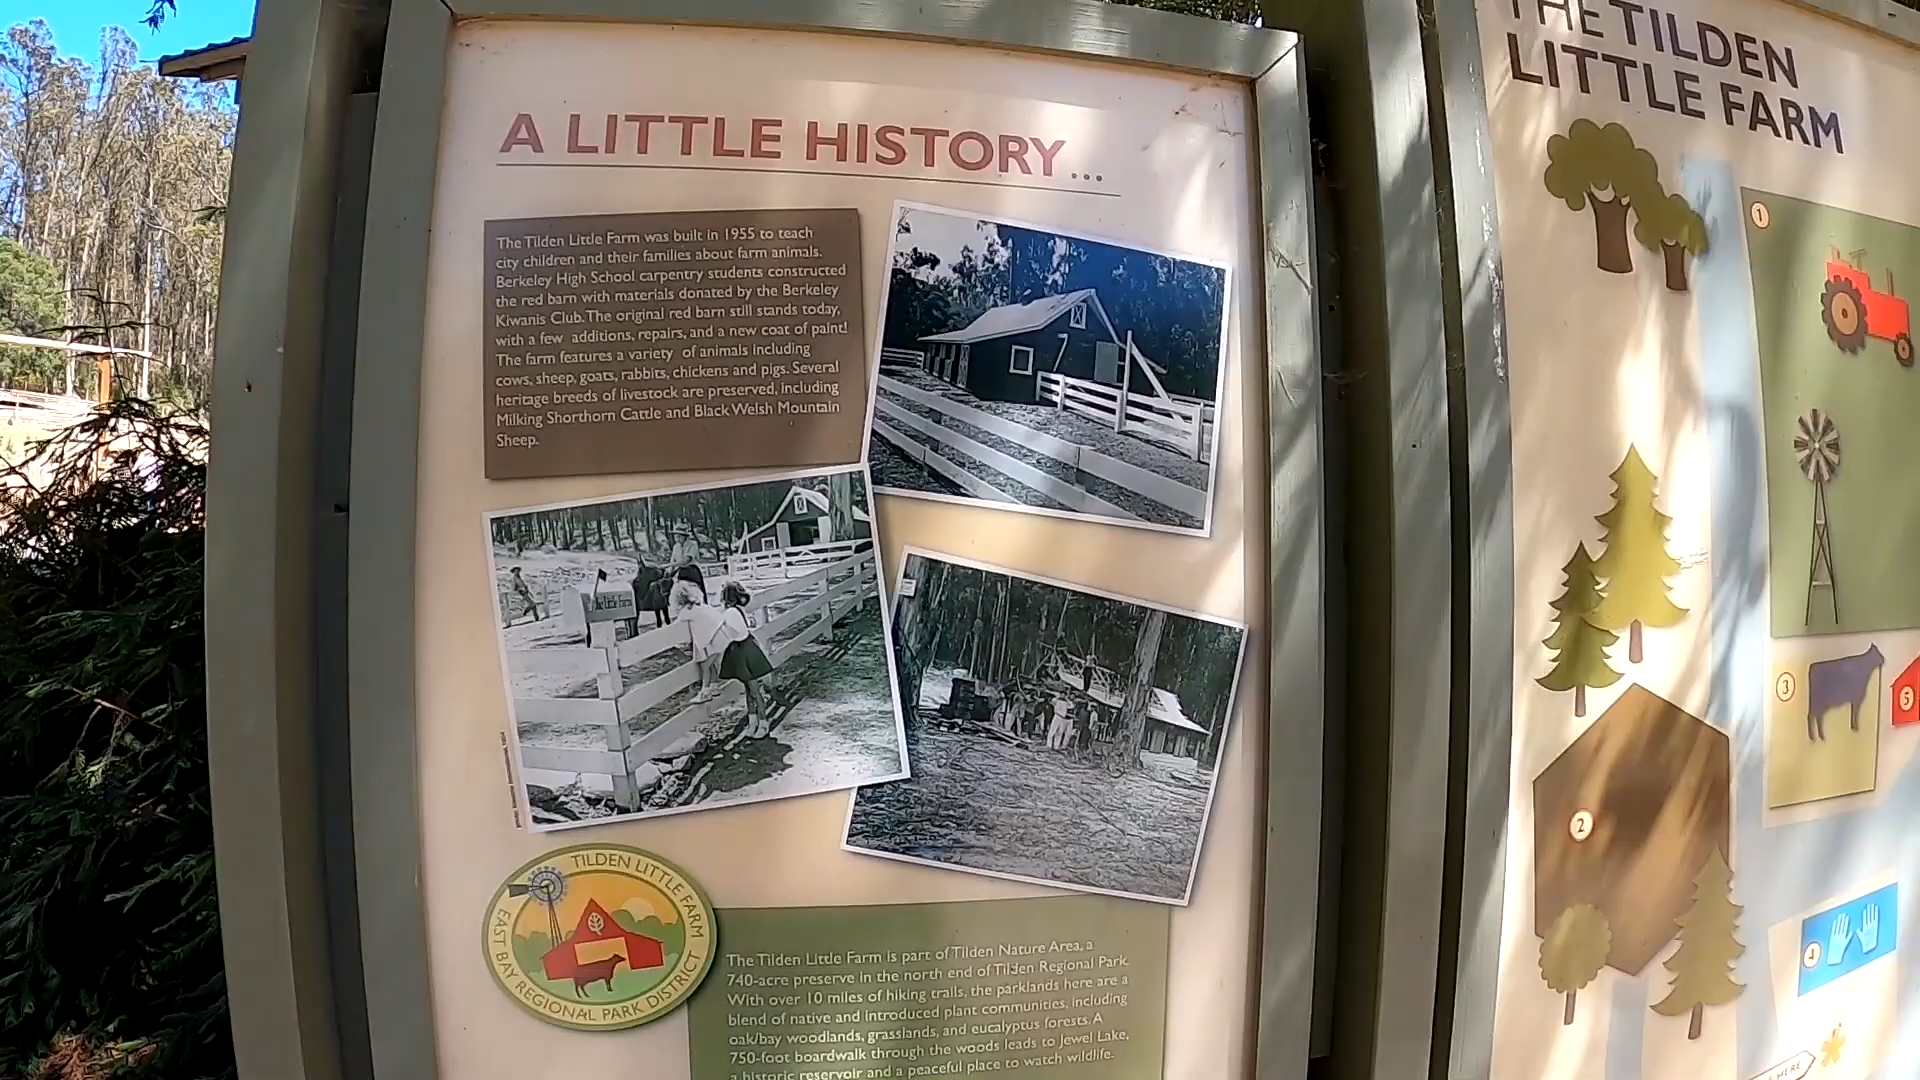 A LITTLE HISTORY...
The Tilden Little Farm was built in 1955 to teach
city children and their families about farm animals.
Berkeley High School carpentry students constructed
the red barn with materials donated by the Berkeley
Kiwanis Club. The original red barn still stands today,
with a few additions, repairs, and a new coat of paint!
The farm features a variety of animals including
cows, sheep, goats, rabbits, chickens and pigs. Several
heritage breeds of livestock are preserved, including
Milking Shorthorn Cattle and Black Welsh Mountain
Sheep.
The Little Farm
TILDEN LITTLE FARM
EAST BAY REGIONAL PARK DISTRICT
The Tilden Little Farm is part of Tilden Nature Area, a
740-acre preserve in the north end of Tilden Regional Park.
With over 10 miles of hiking trails, the parklands here are a
blend of native and introduced plant communities, including
oak/bay woodlands, grasslands, and eucalyptus forests. A
750-foot boardwalk through the woods leads to Jewel Lake,
a historic reservoir and a peaceful place to watch wildlife.
THE TILDEN
LITTLE FARM
1
3
5
2
4
HERE